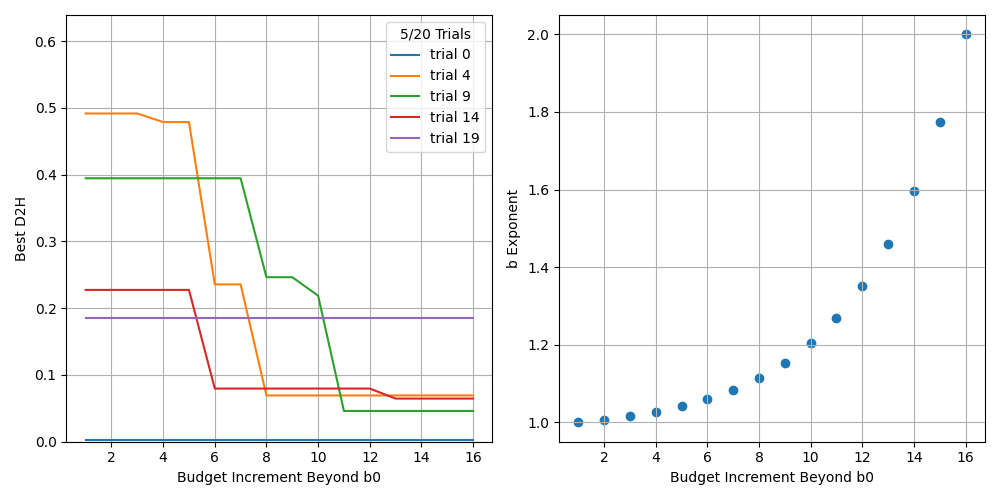 0.6
0.5
0.4
0.3
0.2
0.1
0.0
Best D2H
2 4 6 8 10 12 14 16
Budget Increment Beyond b0
5/20 Trials
trial 0
trial 4
trial 9
trial 14
trial 19
2.0
1.8
1.6
1.4
1.2
1.0
b Exponent
2 4 6 8 10 12 14 16
Budget Increment Beyond b0